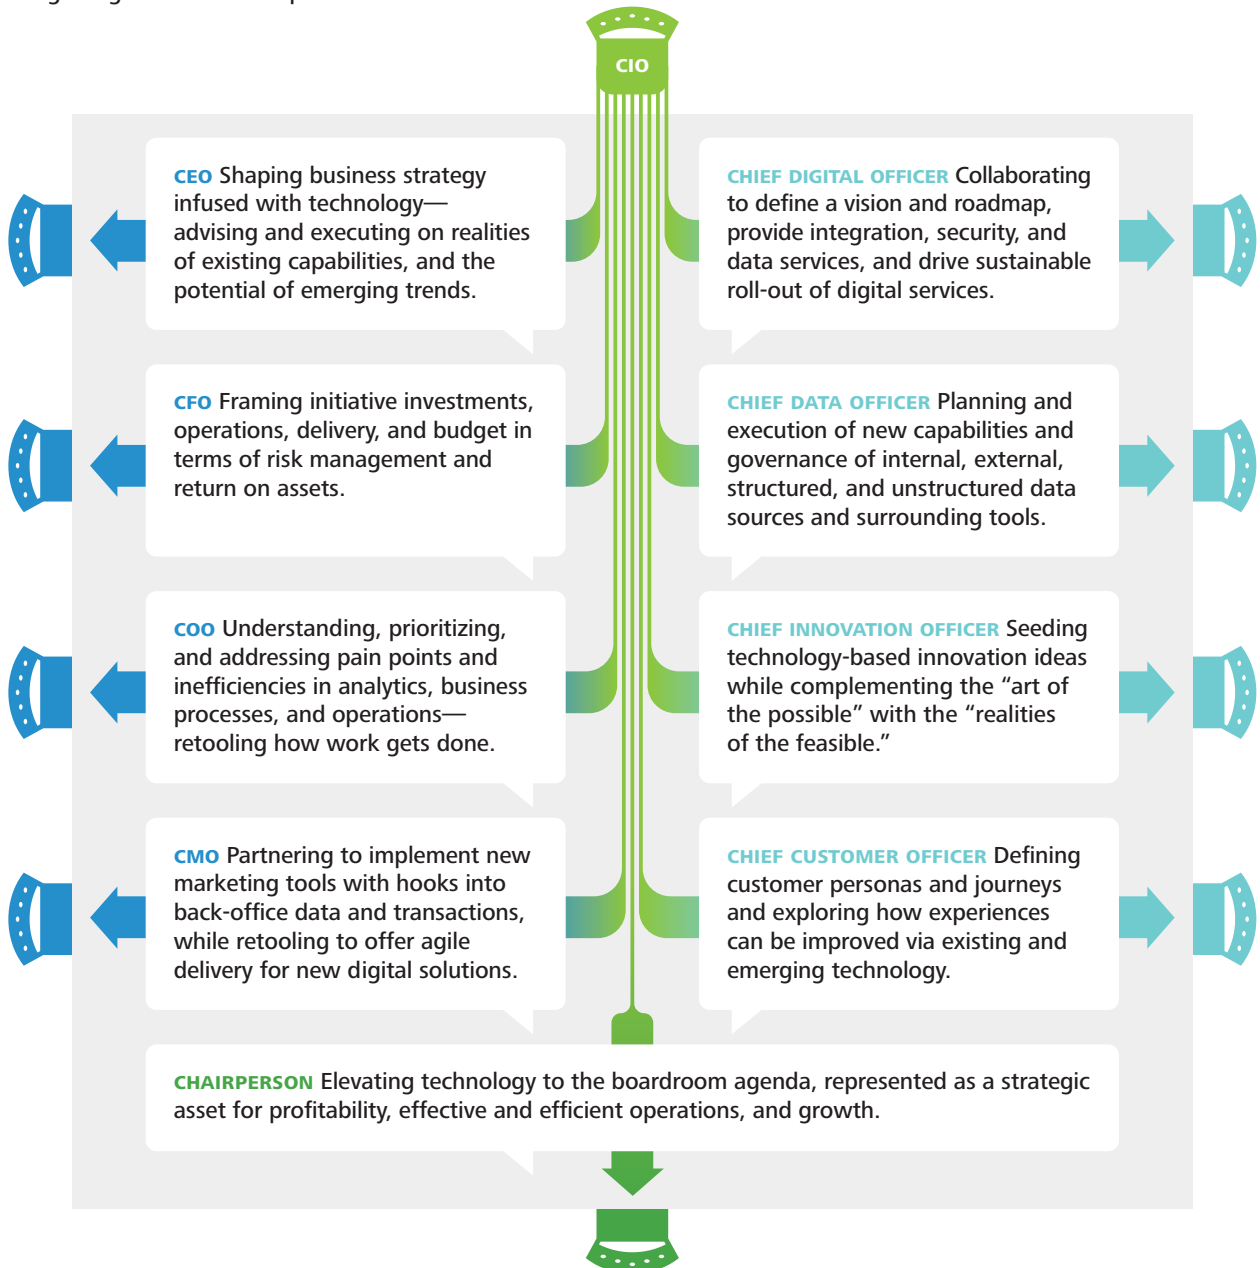 CIO
CEO Shaping business strategy
infused with technology—
advising and executing on realities
of existing capabilities, and the
potential of emerging trends.
CHIEF DIGITAL OFFICER Collaborating
to define a vision and roadmap,
provide integration, security, and
data services, and drive sustainable
roll-out of digital services.
CFO Framing initiative investments,
operations, delivery, and budget in
terms of risk management and
return on assets.
CHIEF DATA OFFICER Planning and
execution of new capabilities and
governance of internal, external,
structured, and unstructured data
sources and surrounding tools.
COO Understanding, prioritizing,
and addressing pain points and
inefficiencies in analytics, business
processes, and operations—
retooling how work gets done.
CHIEF INNOVATION OFFICER Seeding
technology-based innovation ideas
while complementing the “art of
the possible” with the “realities
of the feasible.”
CMO Partnering to implement new
marketing tools with hooks into
back-office data and transactions,
while retooling to offer agile
delivery for new digital solutions.
CHIEF CUSTOMER OFFICER Defining
customer personas and journeys
and exploring how experiences
can be improved via existing and
emerging technology.
CHAIRPERSON Elevating technology to the boardroom agenda, represented as a strategic
asset for profitability, effective and efficient operations, and growth.